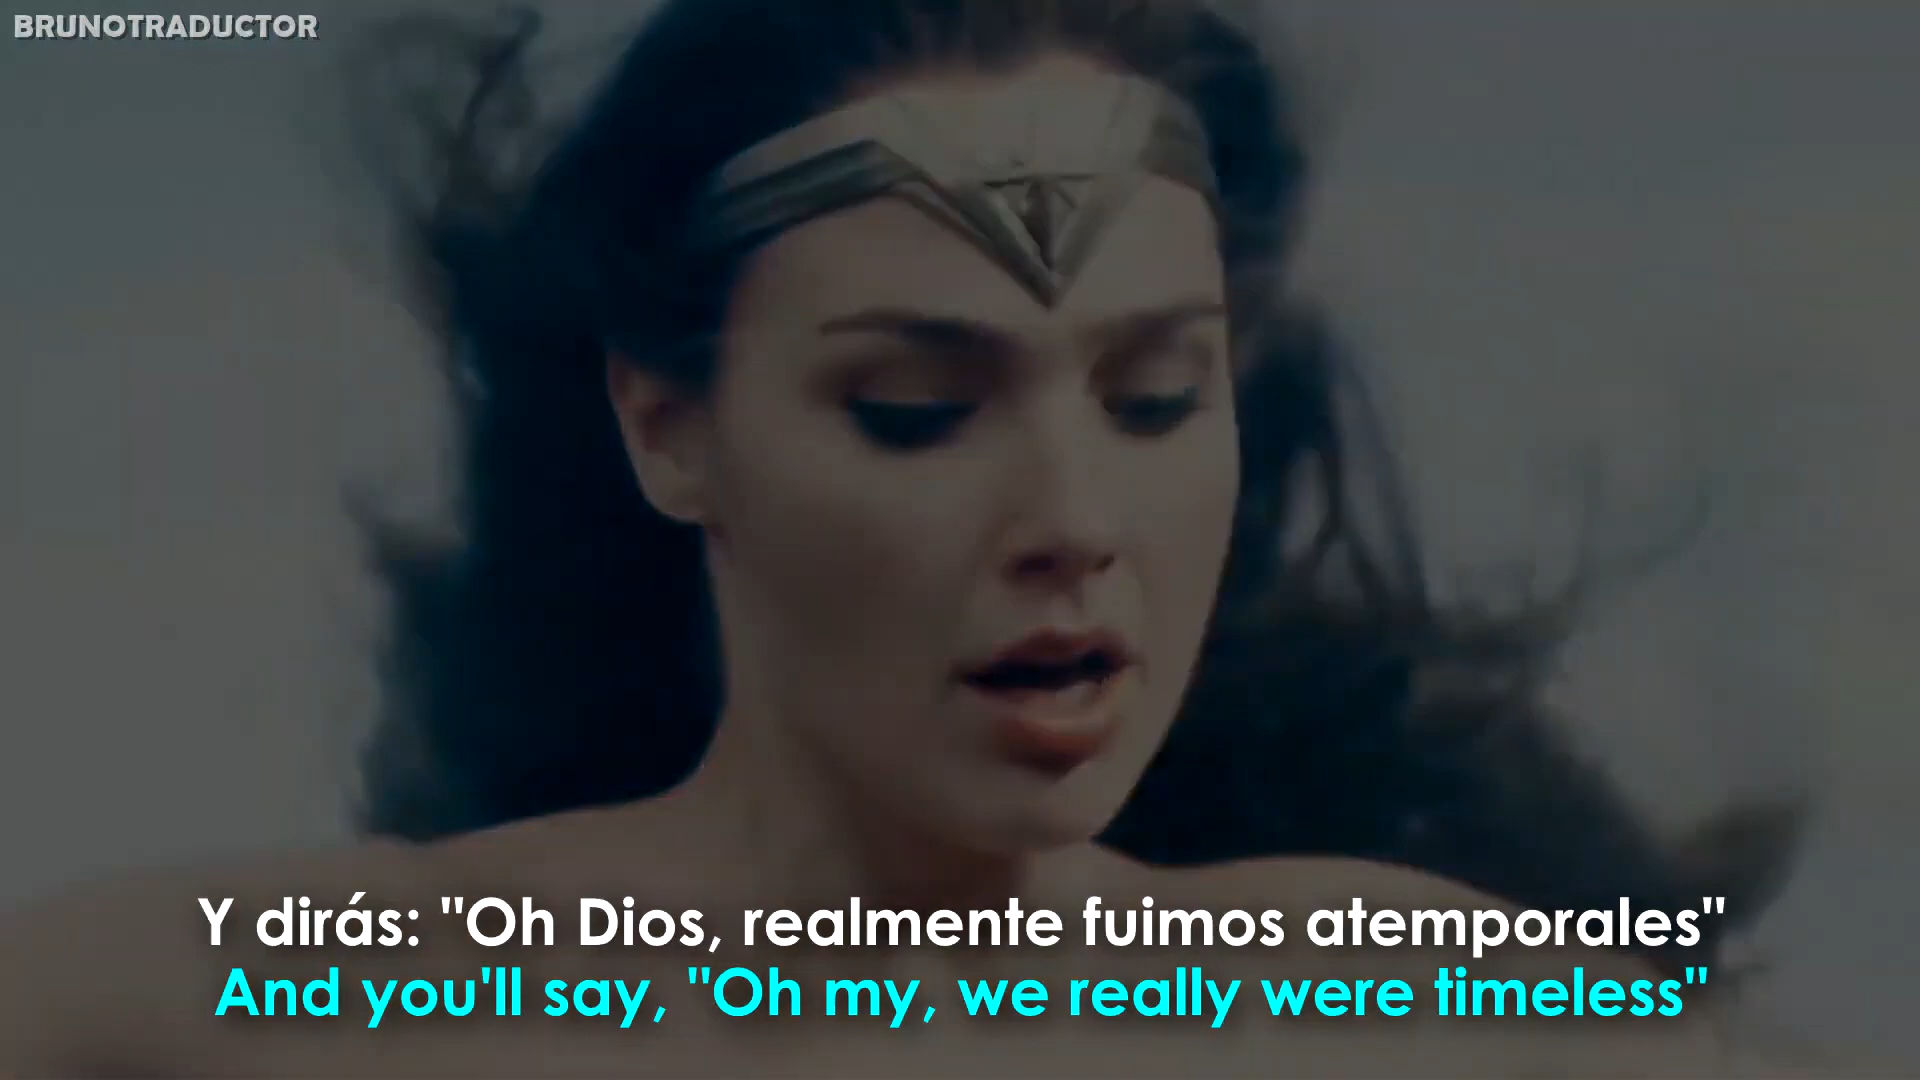 BRUNOTRADUCTOR
Y dirás: "Oh Dios, realmente fuimos atemporales"
And you'll say, "Oh my, we really were timeless"